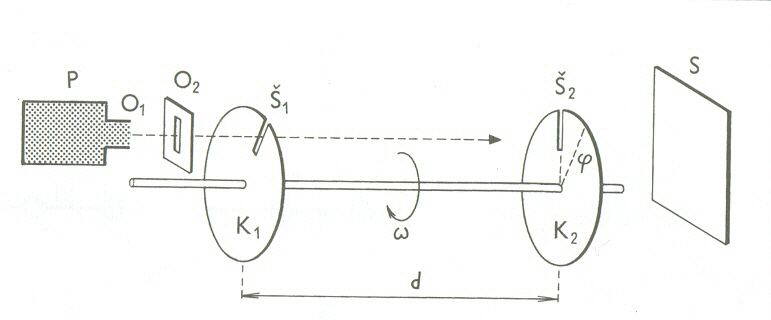 P
O₁
O₂
Š₁
Š₂
S
φ
K₁
ω
K₂
d